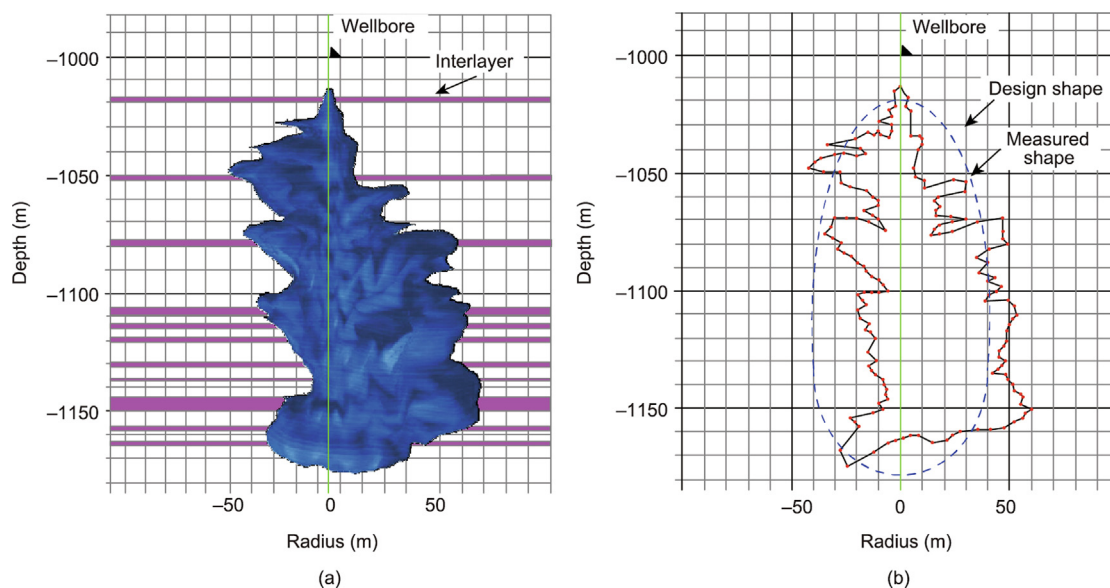 Wellbore
Interlayer
Depth (m)
−1000
−1050
−1100
−1150
−50
0
50
Radius (m)
(a)
Wellbore
Design shape
Measured
shape
Depth (m)
−1000
−1050
−1100
−1150
−50
0
50
Radius (m)
(b)